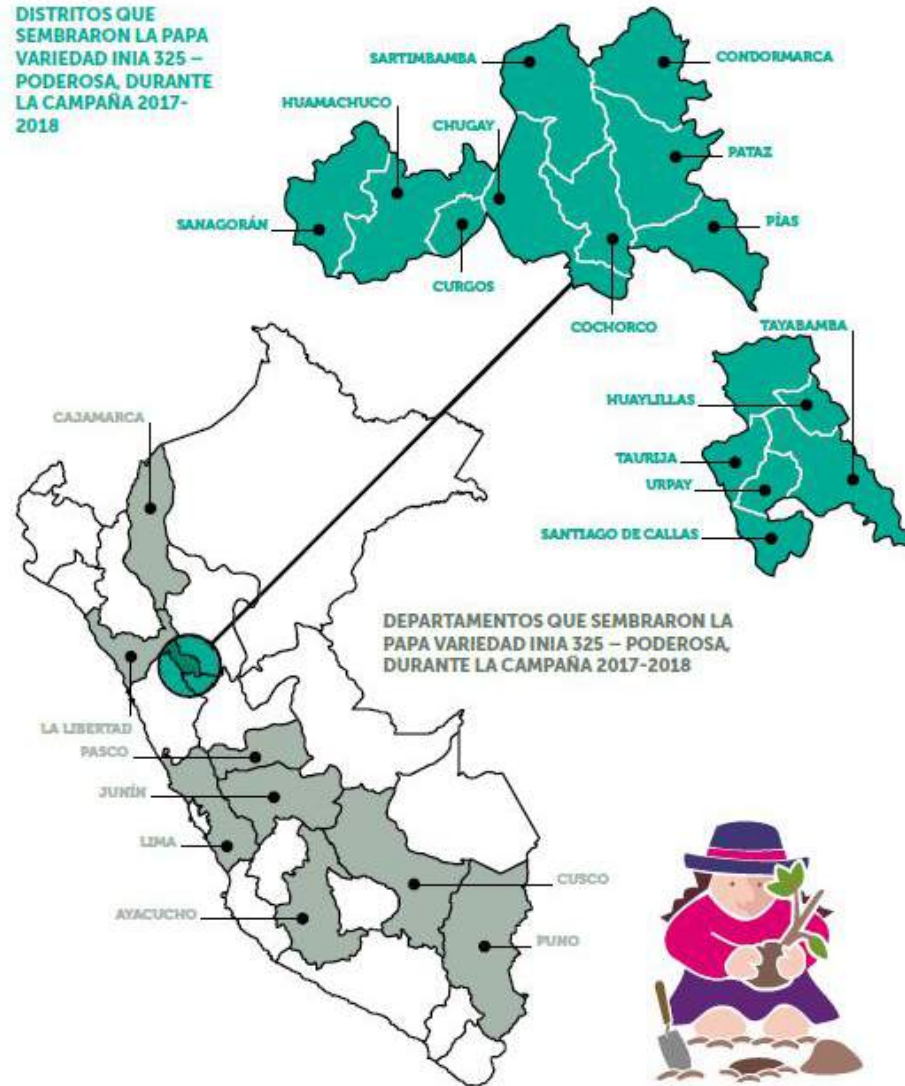 DISTRITOS QUE
SEMBRARON LA PAPA
VARIEDAD INIA 325 –
PODEROSA, DURANTE
LA CAMPAÑA 2017-
2018
SARTIMBAMBA
CONDORMARCA
HUAMACHUCO
CHUGAY
PATAZ
SANAGORÁN
PÍAS
CURGOS
COCHORCO
TAYABAMBA
HUAYLILLAS
CAJAMARCA
TAURIJA
URPAY
SANTIAGO DE CALLAS
DEPARTAMENTOS QUE SEMBRARON LA
PAPA VARIEDAD INIA 325 – PODEROSA,
DURANTE LA CAMPAÑA 2017-2018
LA LIBERTAD
PASCO
JUNÍN
LIMA
CUSCO
AYACUCHO
PUNO